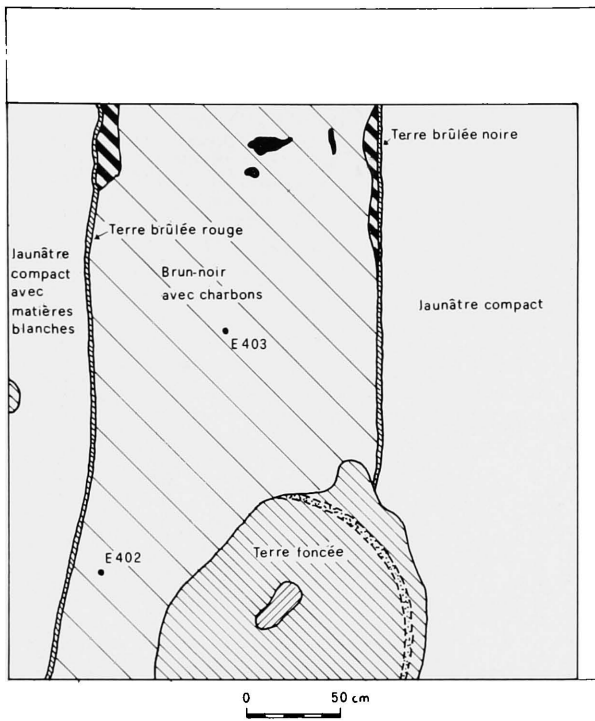 Terre brûlée noire
Terre brûlée rouge
Jaunâtre
compact
avec
matières
blanches
Brun-noir
avec charbons
Jaunâtre compact
E 403
E 402
Terre foncée
0 50 cm